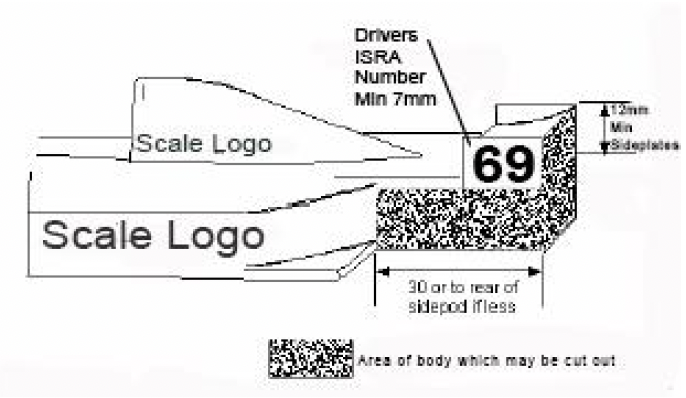 Drivers
ISRA
Number
Min 7mm
12mm
Min
Sideplates
Scale Logo
69
Scale Logo
30 or to rear of
sidepod if less
Area of body which may be cut out